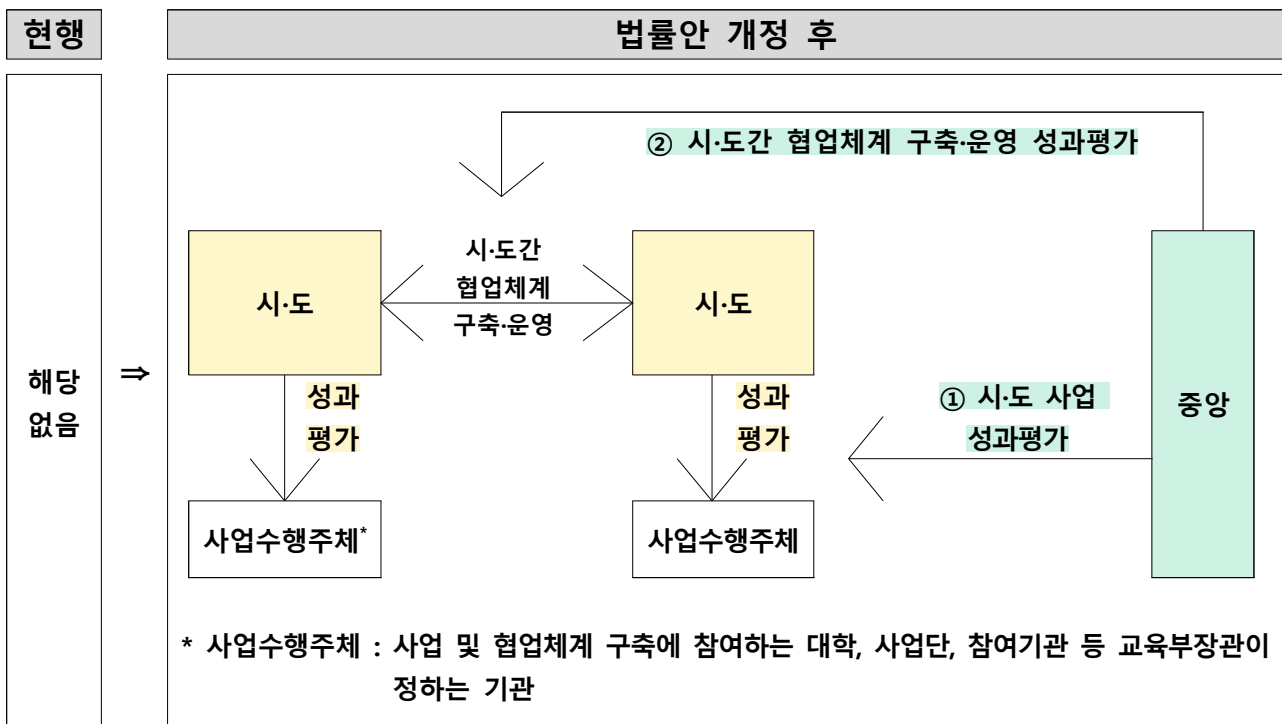 현행
법률안 개정 후
해당
없음
⇒
② 시·도간 협업체계 구축·운영 성과평가
시·도
시·도간
협업체계
구축·운영
시·도
성과
평가
성과
평가
① 시·도 사업
성과평가
중앙
사업수행주체*
사업수행주체
* 사업수행주체 : 사업 및 협업체계 구축에 참여하는 대학, 사업단, 참여기관 등 교육부장관이
정하는 기관